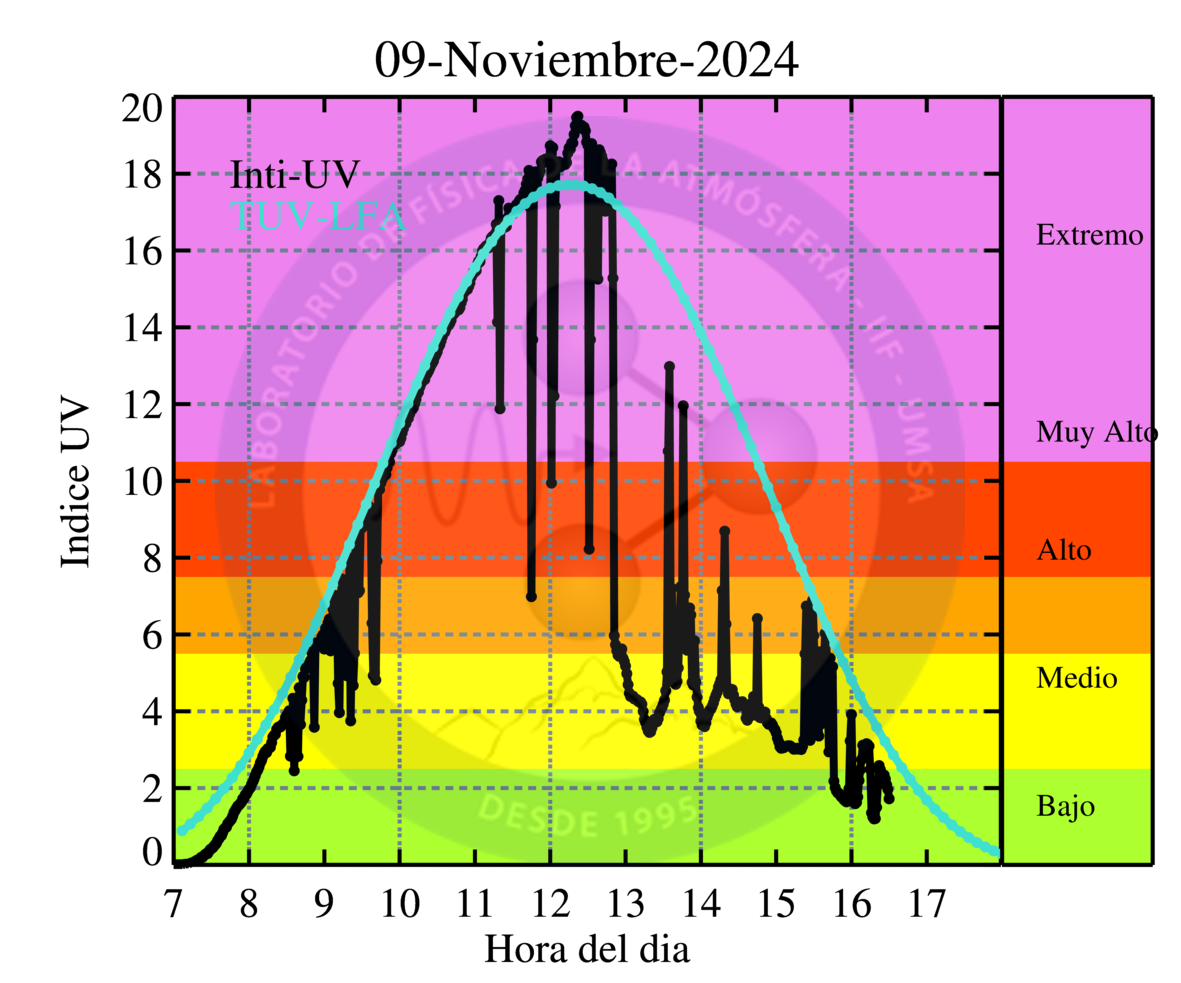 09-Noviembre-2024
Inti-UV
TUV-LFA
LABORATORIO DE FÍSICA DE LA ATMÓSFERA - IIF - UMSA
DESDE 1995
Indice UV
20
18
16
14
12
10
8
6
4
2
0
Extremo
Muy Alto
Alto
Medio
Bajo
7 8 9 10 11 12 13 14 15 16 17
Hora del dia